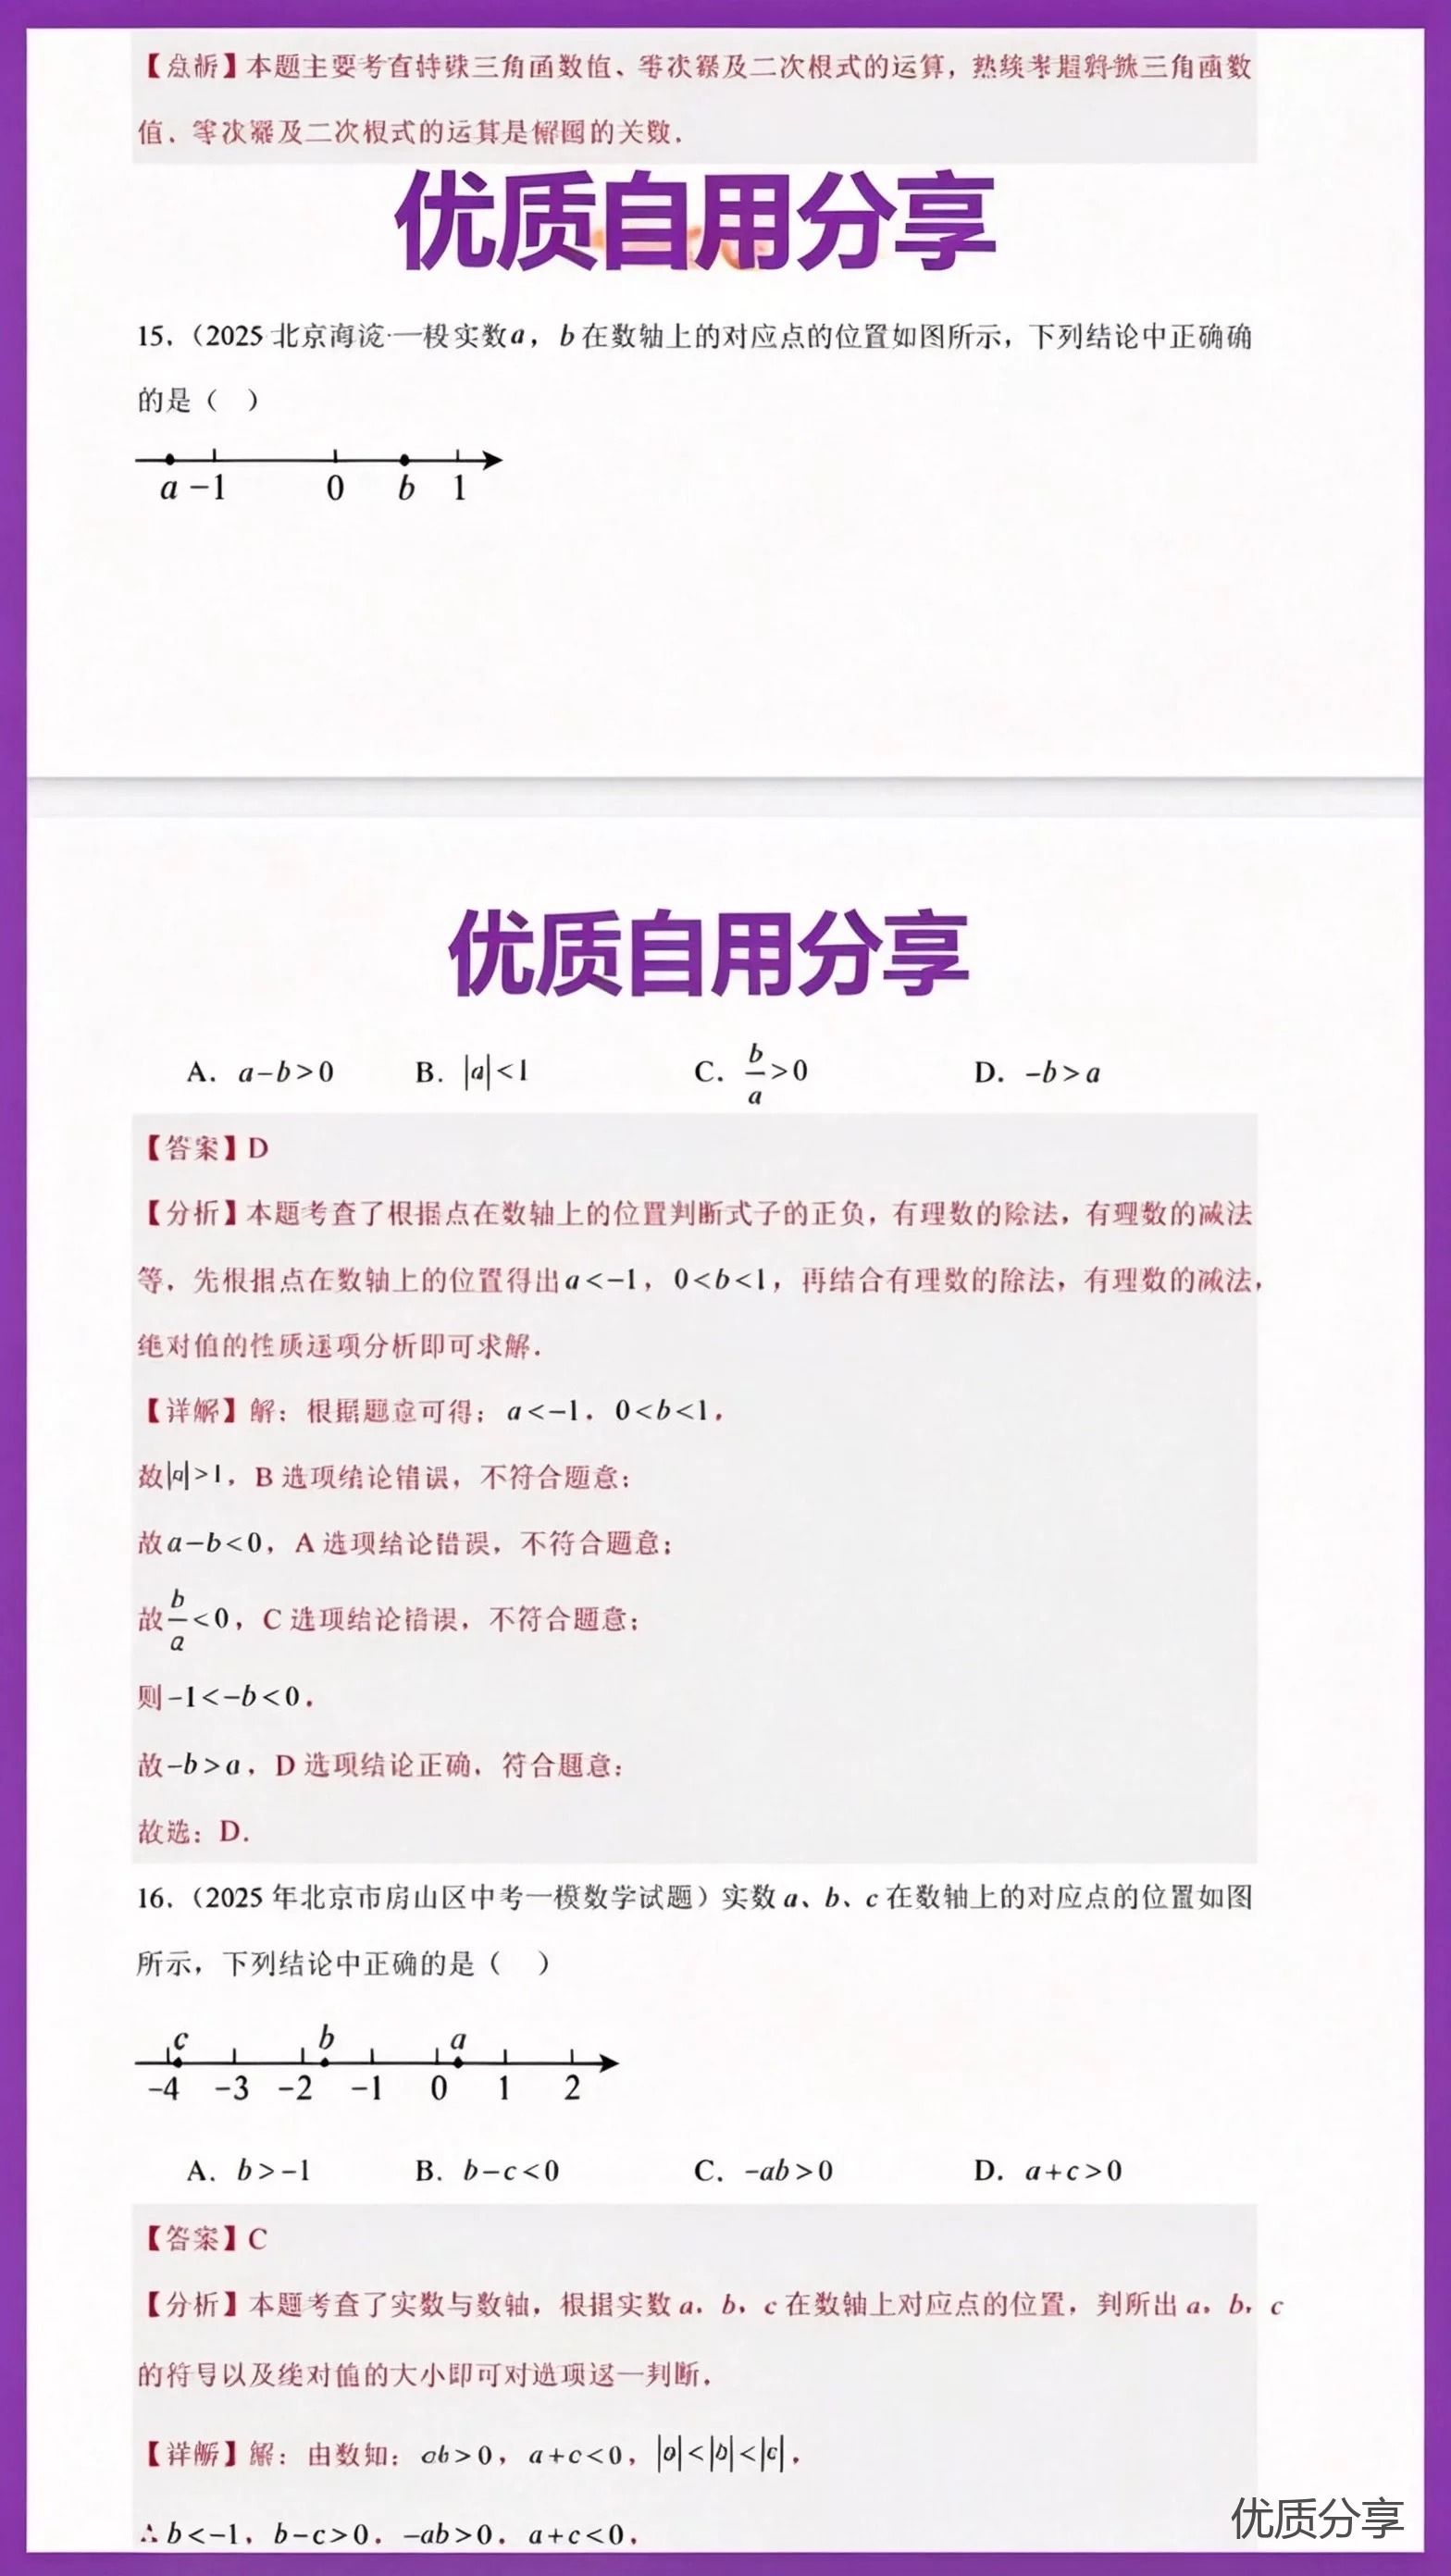 【点析】本题主要考查特殊三角函数值、零次幂及二次根式的运算，熟练掌握特殊三角函数
值、零次幂及二次根式的运算是解题的关数.
优质自用分享
15.（2025·北京海淀·一模 实数a，b在数轴上的对应点的位置如图所示，下列结论中正确确
的是（ ）
a −1 0 b 1
优质自用分享
A. a−b>0 B. |a|<1 C. b/a>0 D. −b>a
【答案】D
【分析】本题考查了根据点在数轴上的位置判断式子的正负，有理数的除法，有理数的减法
等，先根据点在数轴上的位置得出a<−1，0<b<1，再结合有理数的除法，有理数的减法，
绝对值的性质逐项分析即可求解.
【详解】解：根据题意可得：a<−1. 0<b<1，
故|a|>1，B 选项结论错误，不符合题意；
故a−b<0，A 选项结论错误，不符合题意；
故b/a<0，C 选项结论错误，不符合题意；
则−1<−b<0.
故−b>a，D 选项结论正确，符合题意；
故选：D.
16.（2025 年北京市房山区中考一模数学试题）实数 a、b、c 在数轴上的对应点的位置如图
所示，下列结论中正确的是（ ）
c b a
−4 −3 −2 −1 0 1 2
A. b>−1 B. b−c<0 C. −ab>0 D. a+c>0
【答案】C
【分析】本题考查了实数与数轴，根据实数 a，b，c 在数轴上对应点的位置，判所出 a，b，c
的符号以及绝对值的大小即可对选项逐一判断.
【详解】解：由数知：ab>0，a+c<0，|a|<|b|<|c|，
∴b<−1，b−c>0，−ab>0，a+c<0，
优质分享